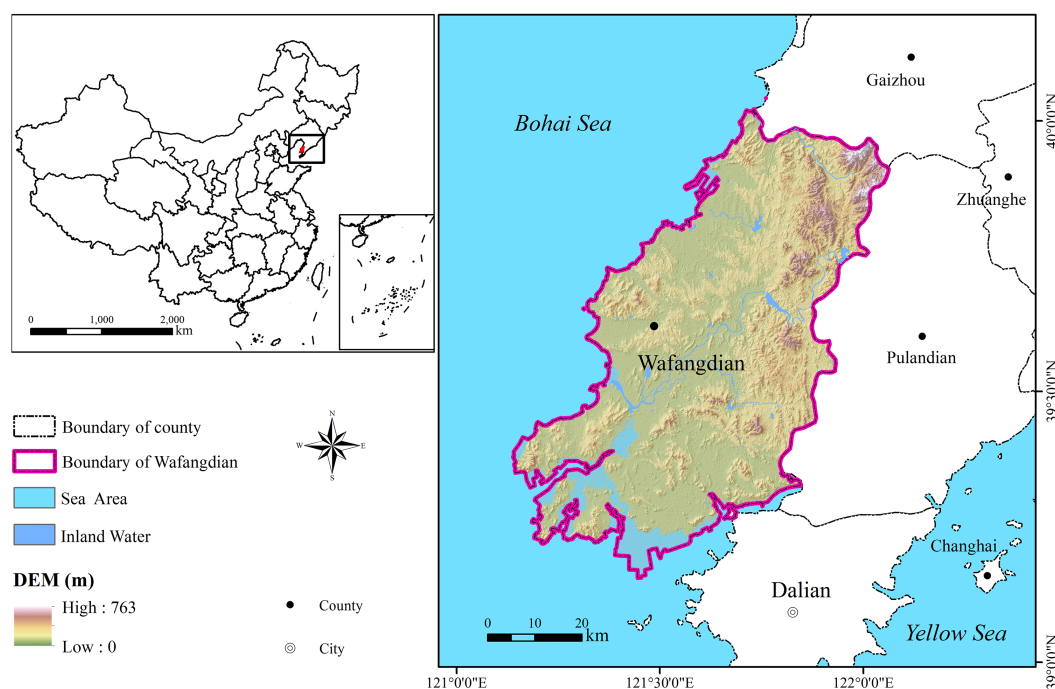 0
1,000
2,000
km
Boundary of county
Boundary of Wafangdian
Sea Area
Inland Water
N
W
E
S
DEM (m)
High : 763
Low : 0
County
City
Bohai Sea
Gaizhou
Zhuanghe
Wafangdian
Pulandian
Changhai
Dalian
Yellow Sea
0
10
20
km
40°0'0"N
39°30'0"N
39°0'0"N
121°0'0"E
121°30'0"E
122°0'0"E